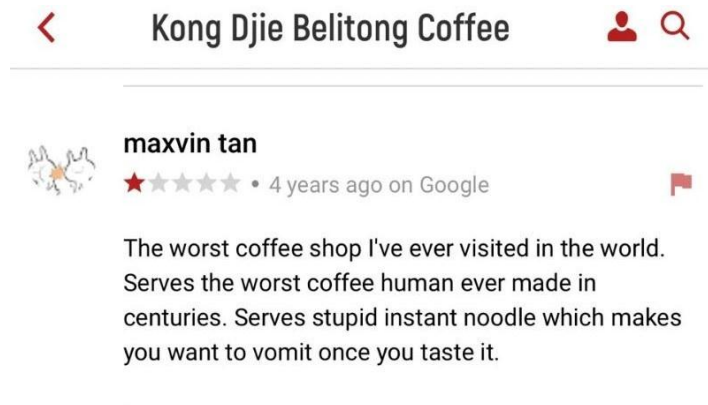 Kong Djie Belitong Coffee
maxvin tan
• 4 years ago on Google
The worst coffee shop I've ever visited in the world.
Serves the worst coffee human ever made in
centuries. Serves stupid instant noodle which makes
you want to vomit once you taste it.